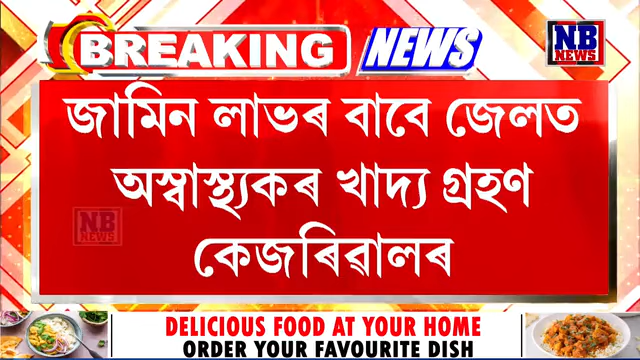 BREAKING NEWS
NB
NEWS
জামিন লাভৰ বাবে জেলত
অস্বাস্থ্যকৰ খাদ্য গ্ৰহণ
কেজৰিৱালৰ
NB
NEWS
DELICIOUS FOOD AT YOUR HOME
ORDER YOUR FAVOURITE DISH